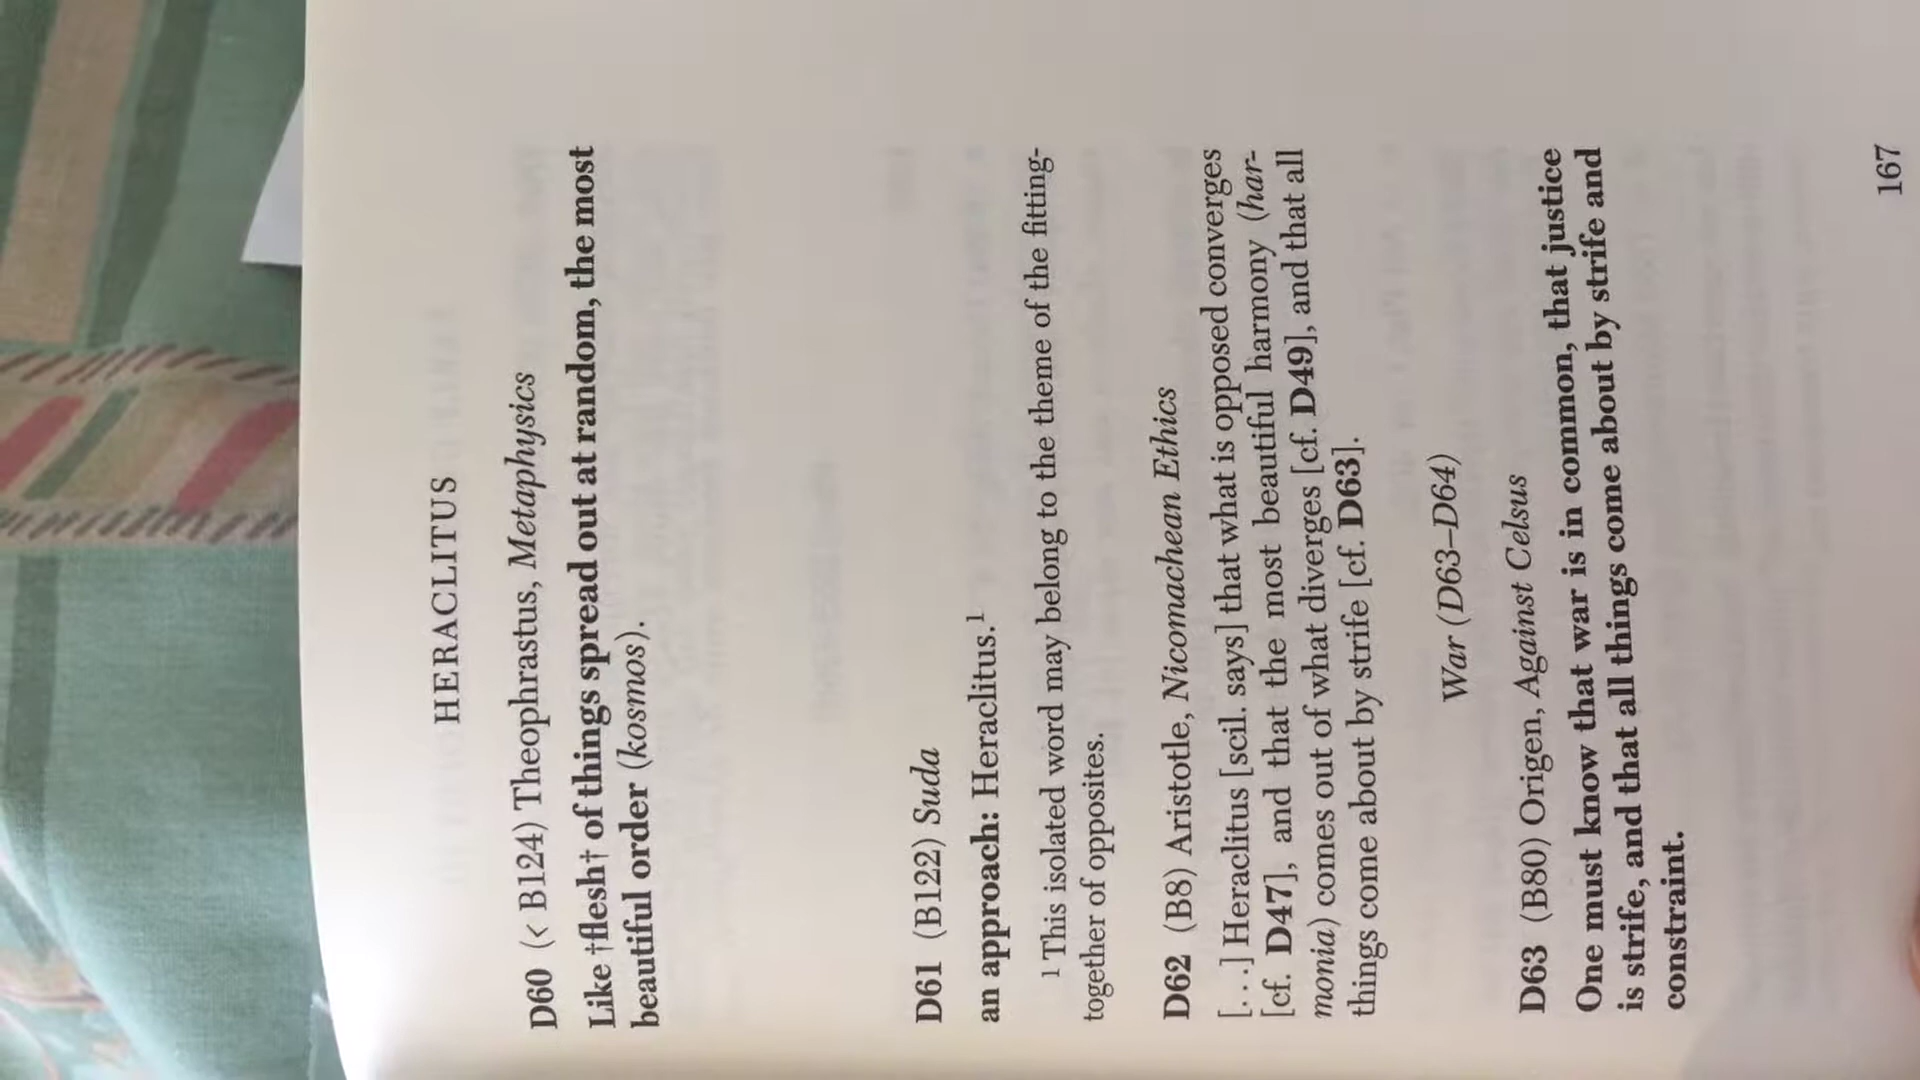 HERACLITUS
D60 (< B124) Theophrastus, Metaphysics
Like †flesh† of things spread out at random, the most
beautiful order (kosmos).
D61 (B122) Suda
an approach: Heraclitus.¹
¹ This isolated word may belong to the theme of the fitting-
together of opposites.
D62 (B8) Aristotle, Nicomachean Ethics
[. . .] Heraclitus [scil. says] that what is opposed converges
[cf. D47], and that the most beautiful harmony (har-
monia) comes out of what diverges [cf. D49], and that all
things come about by strife [cf. D63].
War (D63–D64)
D63 (B80) Origen, Against Celsus
One must know that war is in common, that justice
is strife, and that all things come about by strife and
constraint.
167